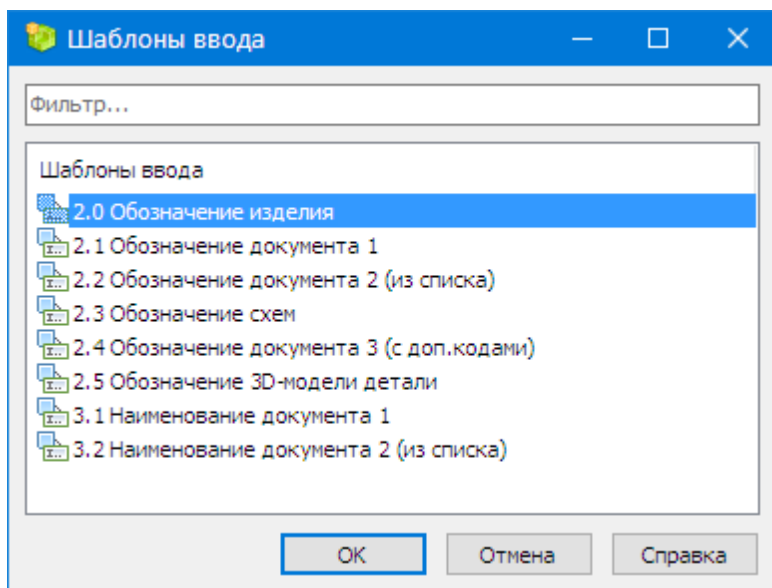 Шаблоны ввода
Фильтр...
Шаблоны ввода
2.0 Обозначение изделия
2.1 Обозначение документа 1
2.2 Обозначение документа 2 (из списка)
2.3 Обозначение схем
2.4 Обозначение документа 3 (с доп.кодами)
2.5 Обозначение 3D-модели детали
3.1 Наименование документа 1
3.2 Наименование документа 2 (из списка)
ОК Отмена Справка